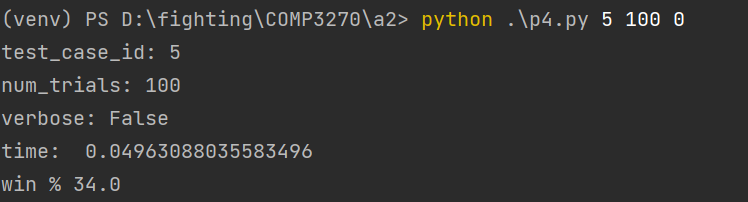 (venv) PS D:\fighting\COMP3270\a2> python .\p4.py 5 100 0
test_case_id: 5
num_trials: 100
verbose: False
time:  0.04963088035583496
win % 34.0